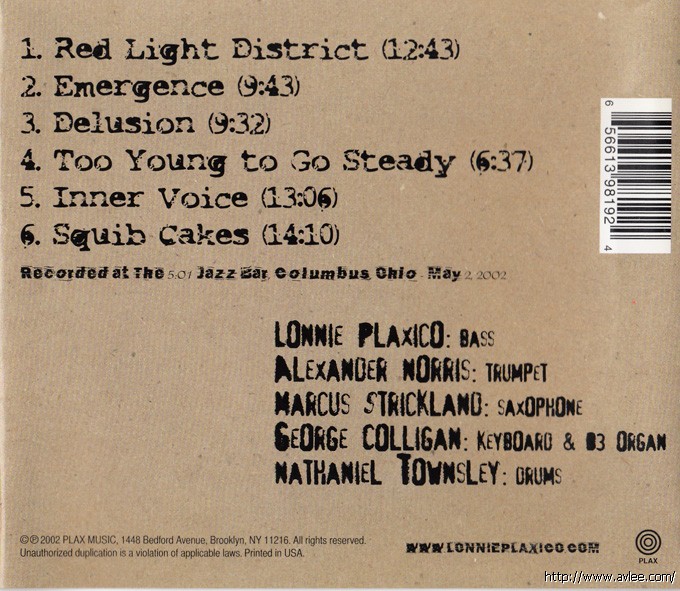 1. Red Light District (12:43)
2. Emergence (9:43)
3. Delusion (9:32)
4. Too Young to Go Steady (6:37)
5. Inner Voice (13:06)
6. Squib Cakes (14:10)
Recorded at The 5:01 Jazz Bar, Columbus Ohio - May 2, 2002
6 56613 98192 4
LONNIE PLAXICO: BASS
ALEXANDER NORRIS: TRUMPET
MARCUS STRICKLAND: SAXOPHONE
GEORGE COLLIGAN: KEYBOARD & B3 ORGAN
NATHANIEL TOWNSLEY: DRUMS
©℗ 2002 PLAX MUSIC, 1448 Bedford Avenue, Brooklyn, NY 11216. All rights reserved.
Unauthorized duplication is a violation of applicable laws. Printed in USA.
WWW.LONNIEPLAXICO.COM
PLAX
http://www.avlee.com/